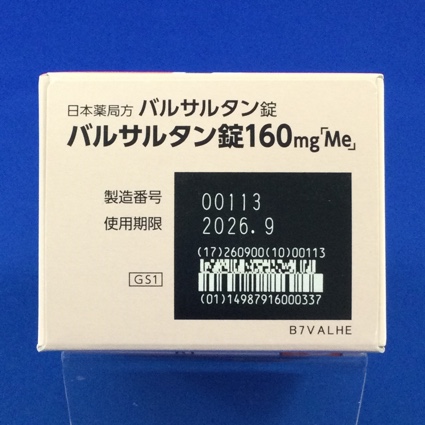 日本薬局方 バルサルタン錠
バルサルタン錠160mg「Me」
製造番号 00113
使用期限 2026.9
(17)260900(10)00113
GS1
(01)14987916000337
B7VALHE